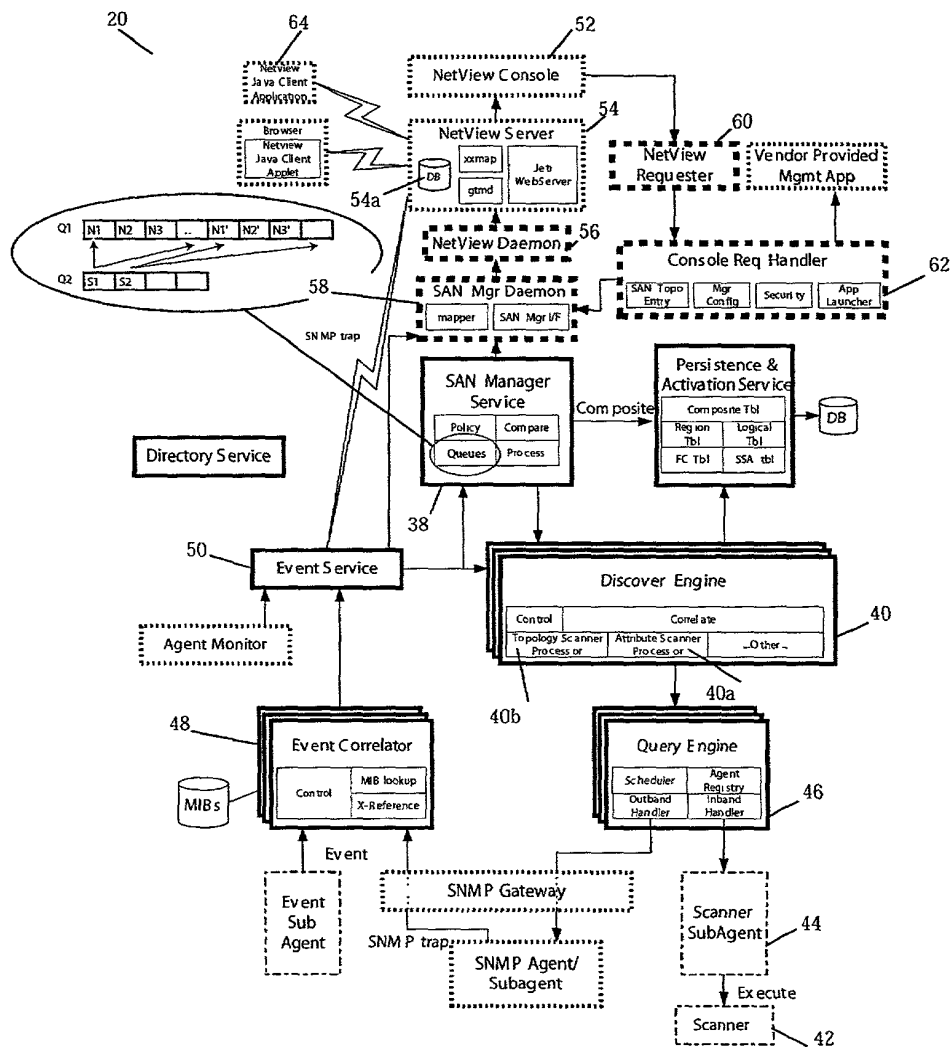 20
64
52
Netview
Java Client
Application
NetView Console
54
Browser
Netview
Java Client
Applet
NetView Server
DB
xxmap
gtmd
WebServer
54a
60
NetView
Requester
Vendor Provided
Mgmt App
Q1
N1 N2 N3 .. N1' N2' N3'
Q2
S1 S2
NetView Daemon
56
Console Req Handler
SAN Topo
Entry
Mgr
Config
Security
App
Launcher
62
58
SAN Mgr Daemon
mapper
SAN Mgr I/F
SNMP trap
SAN Manager
Service
Policy
Compare
Queues
Process
38
Composite
Persistence &
Activation Service
Composite Tbl
Region
Tbl
Logical
Tbl
FC Tbl
SSA tbl
DB
Directory Service
50
Event Service
Agent Monitor
Discover Engine
Control
Correlate
Topology Scanner
Processor
Attribute Scanner
Processor
...Other...
40
40b
40a
48
Event Correlator
Control
MIB lookup
X-Reference
MIBs
Query Engine
Scheduler
Agent
Registry
Outband
Handler
Inband
Handler
46
Event
Event
Sub
Agent
SNMP Gateway
SNMP trap
SNMP Agent/
Subagent
Scanner
SubAgent
44
Execute
Scanner
42